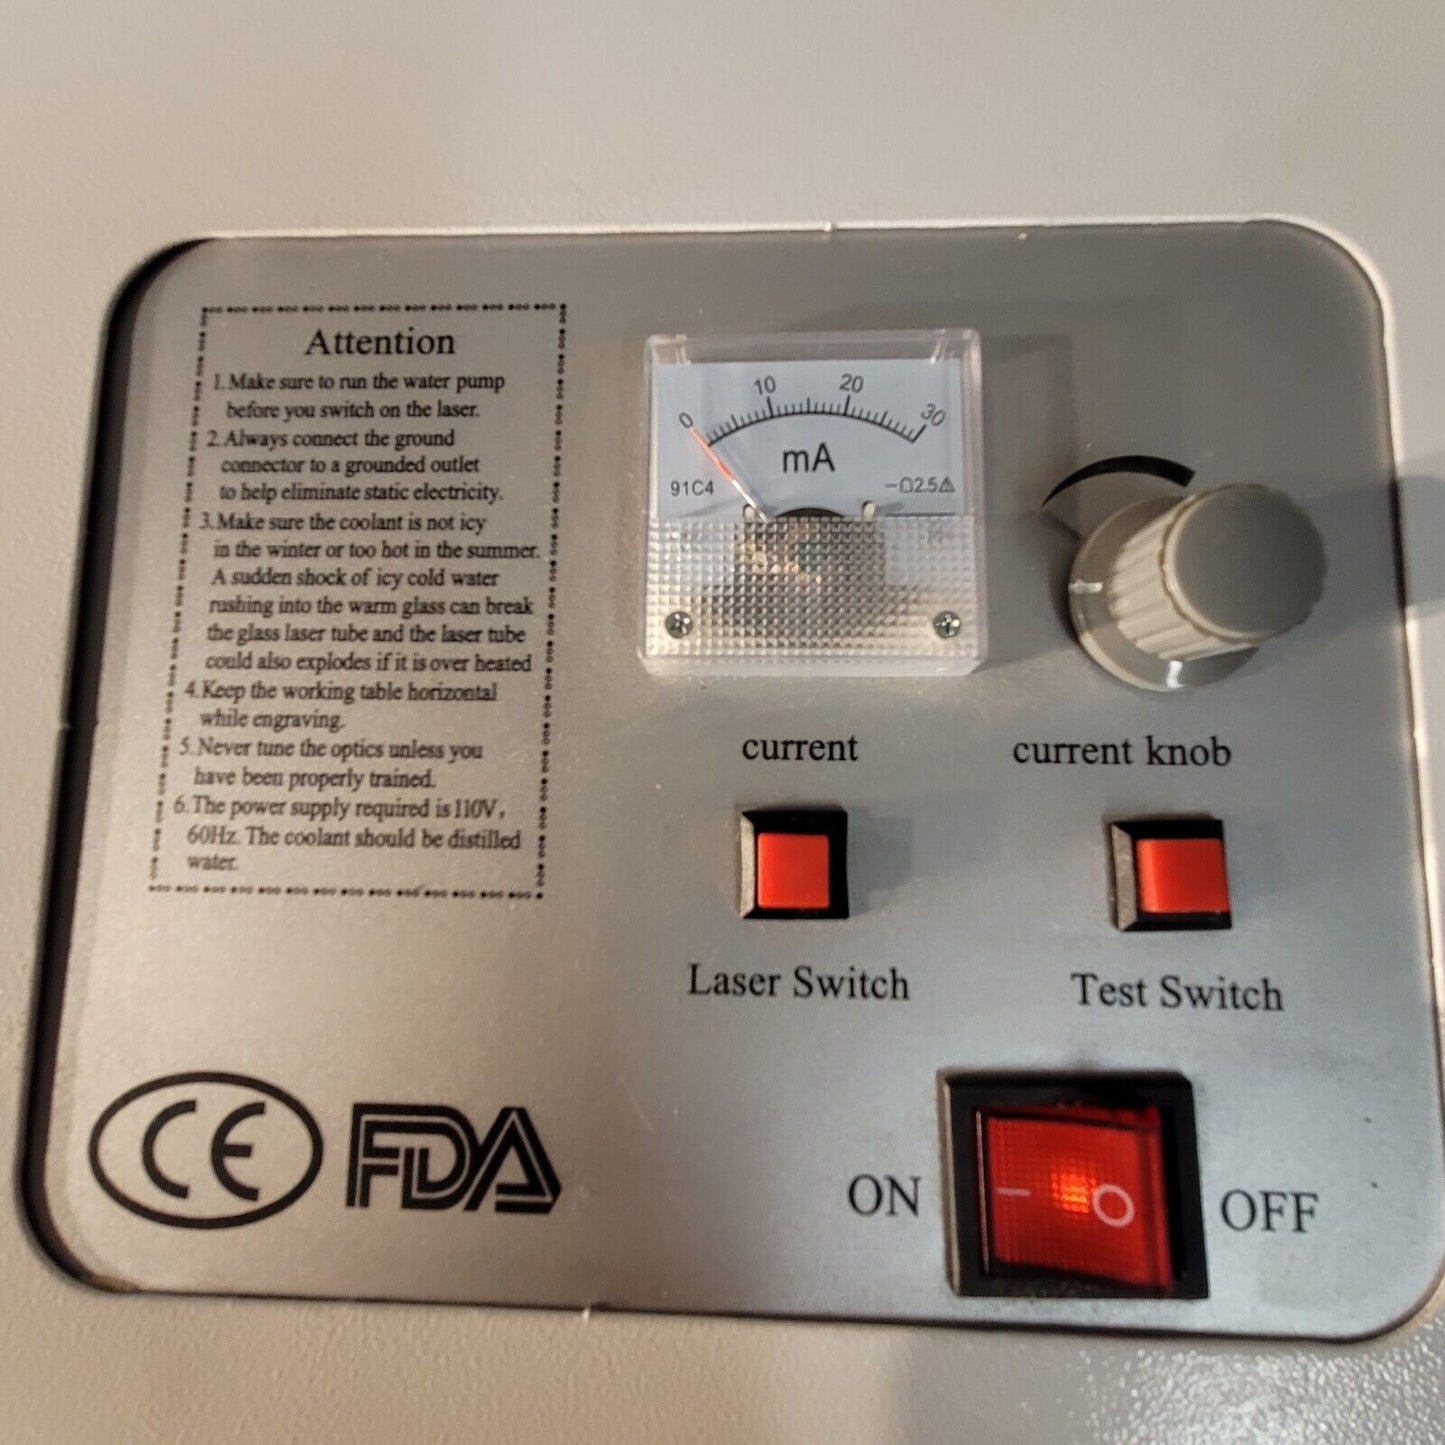 Attention
1. Make sure to run the water pump
before you switch on the laser.
2. Always connect the ground
connector to a grounded outlet
to help eliminate static electricity.
3. Make sure the coolant is not icy
in the winter or too hot in the summer.
A sudden shock of icy cold water
rushing into the warm glass can break
the glass laser tube and the laser tube
could also explodes if it is over heated
4. Keep the working table horizontal
while engraving.
5. Never tune the optics unless you
have been properly trained.
6. The power supply required is 110V,
60Hz. The coolant should be distilled
water.
0 10 20 30
mA
91C4
2.5
current
current knob
Laser Switch
Test Switch
CE FDA
ON
OFF